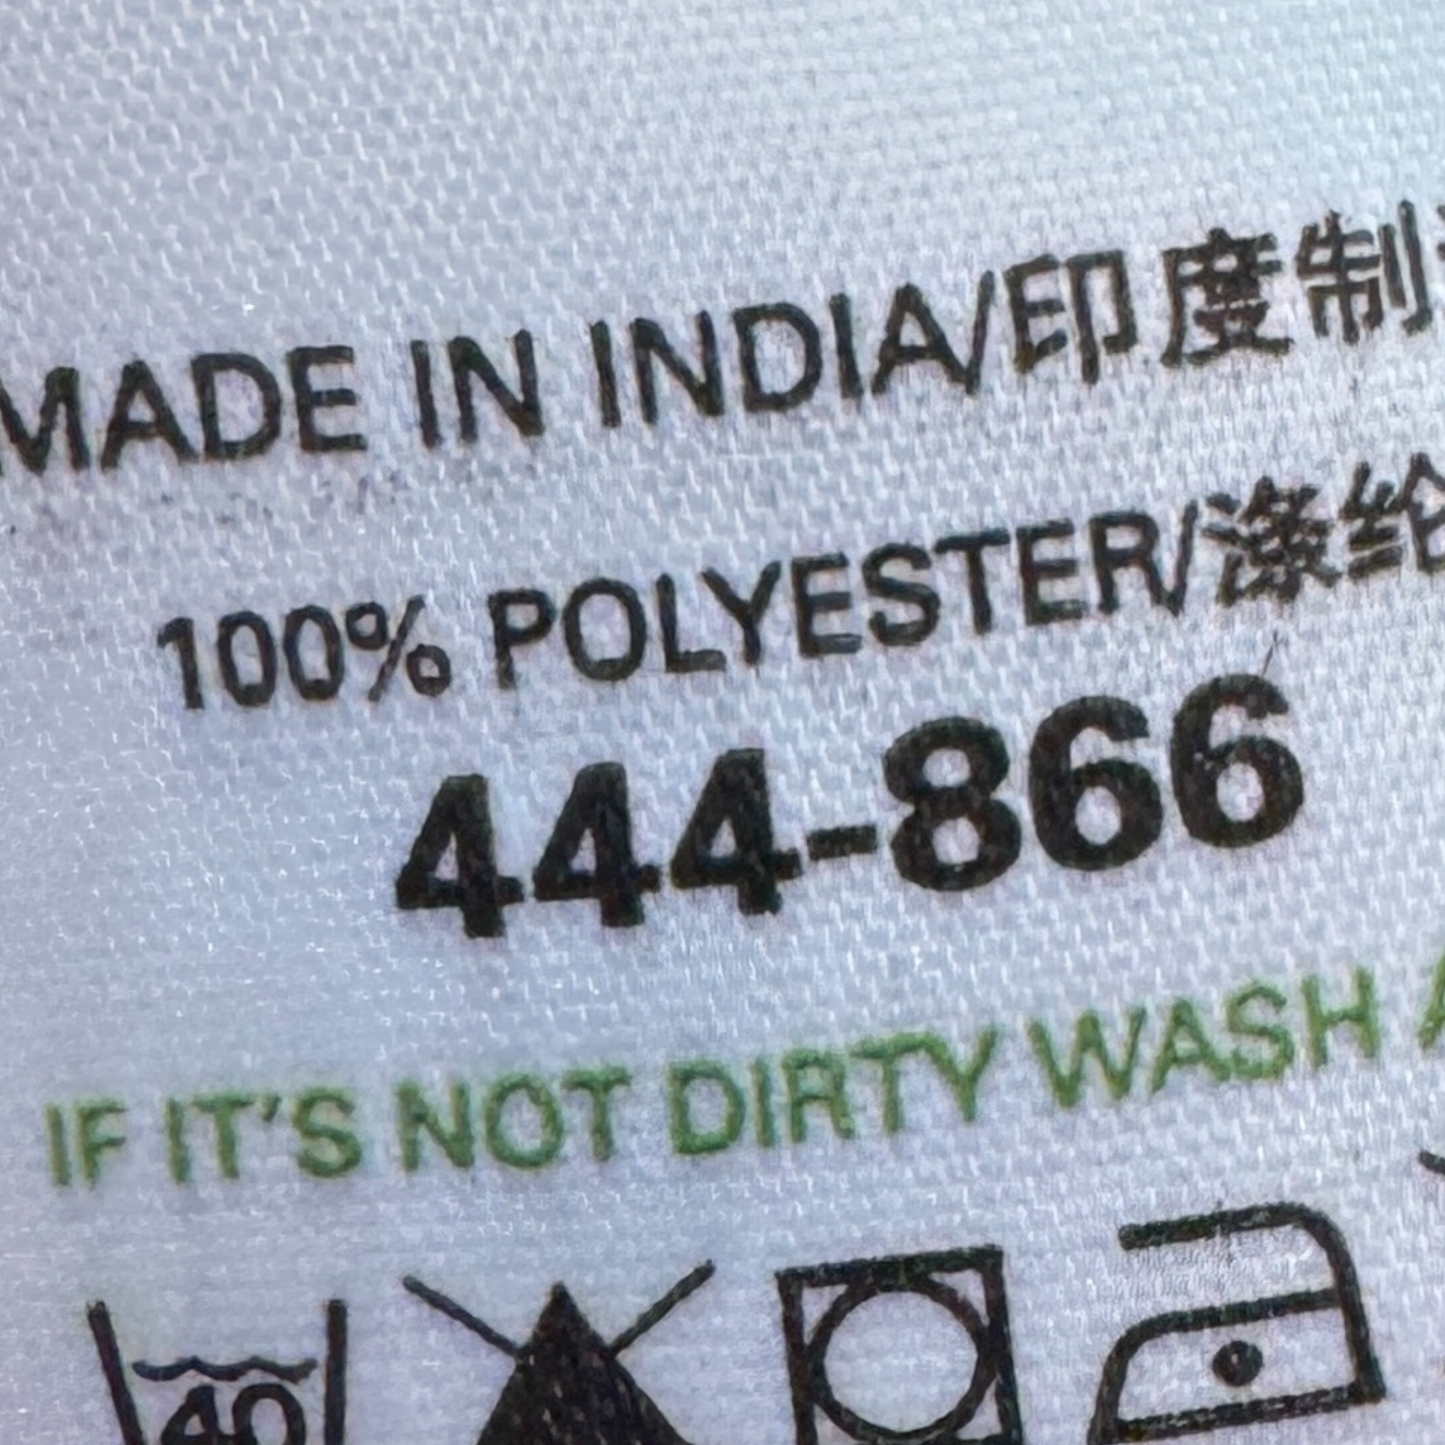 MADE IN INDIA/印度制
100% POLYESTER/涤纶
444-866
IF IT'S NOT DIRTY WASH
40